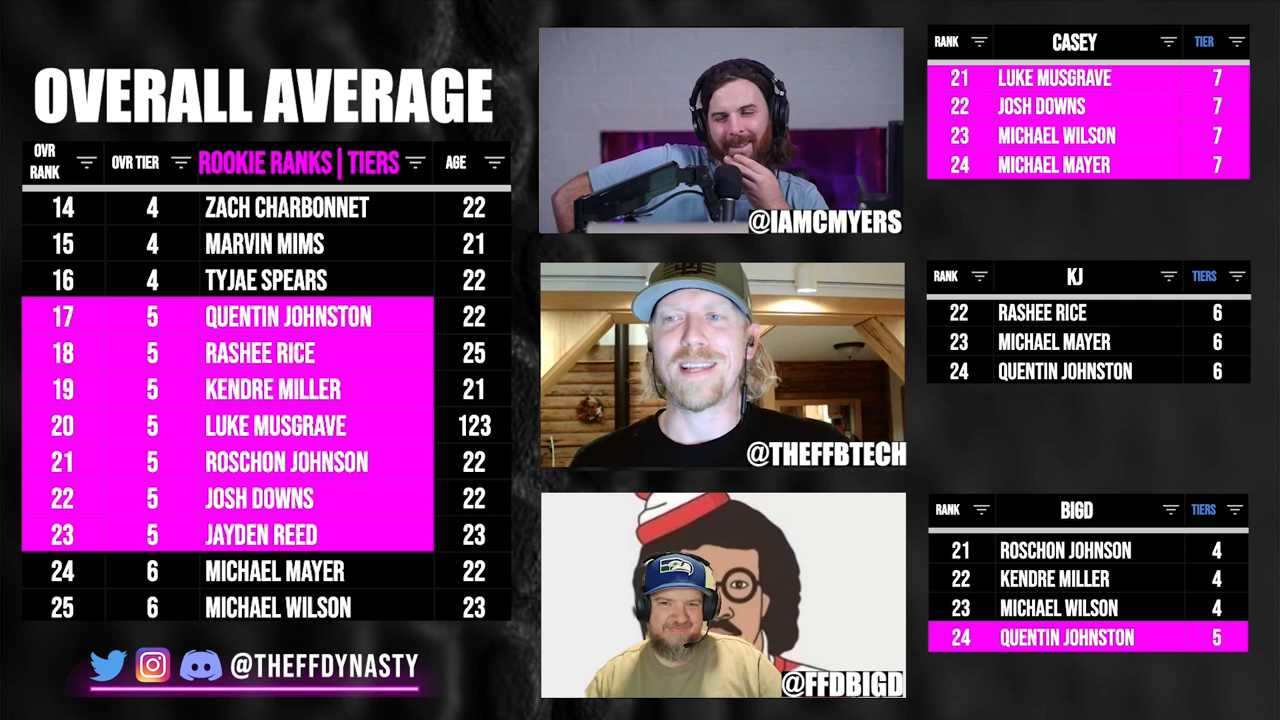 OVERALL AVERAGE
OVR RANK OVR TIER ROOKIE RANKS | TIERS AGE
14 4 ZACH CHARBONNET 22
15 4 MARVIN MIMS 21
16 4 TYJAE SPEARS 22
17 5 QUENTIN JOHNSTON 22
18 5 RASHEE RICE 25
19 5 KENDRE MILLER 21
20 5 LUKE MUSGRAVE 123
21 5 ROSCHON JOHNSON 22
22 5 JOSH DOWNS 22
23 5 JAYDEN REED 23
24 6 MICHAEL MAYER 22
25 6 MICHAEL WILSON 23
@THEFFDYNASTY
@IAMCMYERS
@THEFFBTECH
@FFDBIGD
RANK CASEY TIER
21 LUKE MUSGRAVE 7
22 JOSH DOWNS 7
23 MICHAEL WILSON 7
24 MICHAEL MAYER 7
RANK KJ TIERS
22 RASHEE RICE 6
23 MICHAEL MAYER 6
24 QUENTIN JOHNSTON 6
RANK BIGD TIERS
21 ROSCHON JOHNSON 4
22 KENDRE MILLER 4
23 MICHAEL WILSON 4
24 QUENTIN JOHNSTON 5